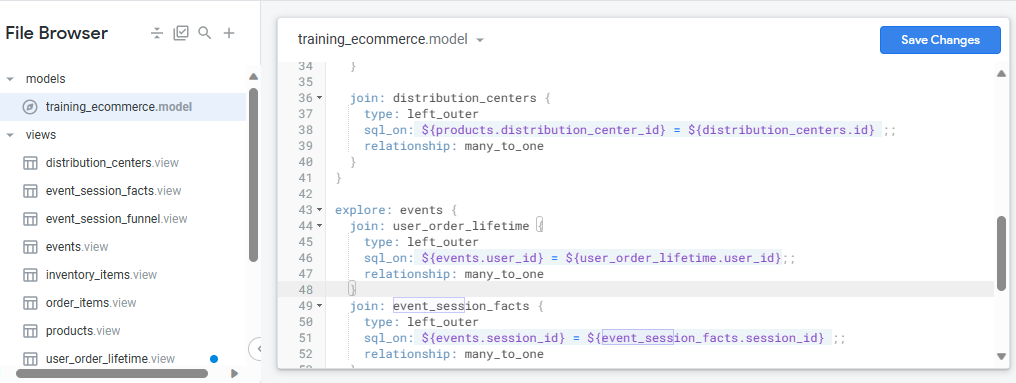 File Browser
models
training_ecommerce.model
views
distribution_centers.view
event_session_facts.view
event_session_funnel.view
events.view
inventory_items.view
order_items.view
products.view
user_order_lifetime.view
training_ecommerce.model
Save Changes
34 }
35
36 join: distribution_centers {
37 type: left_outer
38 sql_on: ${products.distribution_center_id} = ${distribution_centers.id} ;;
39 relationship: many_to_one
40 }
41 }
42
43 explore: events {
44 join: user_order_lifetime {
45 type: left_outer
46 sql_on: ${events.user_id} = ${user_order_lifetime.user_id};;
47 relationship: many_to_one
48 }
49 join: event_session_facts {
50 type: left_outer
51 sql_on: ${events.session_id} = ${event_session_facts.session_id} ;;
52 relationship: many_to_one